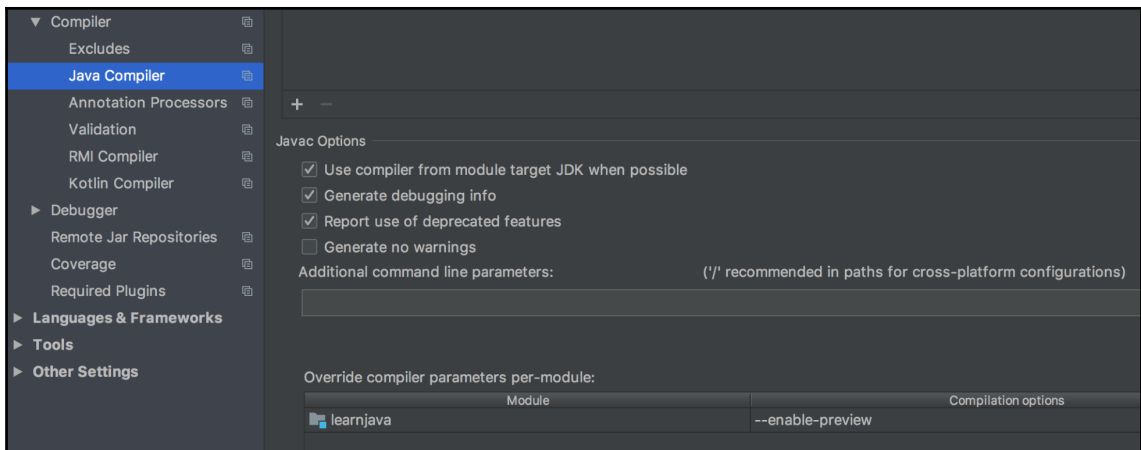 Compiler
Excludes
Java Compiler
Annotation Processors
Validation
RMI Compiler
Kotlin Compiler
Debugger
Remote Jar Repositories
Coverage
Required Plugins
Languages & Frameworks
Tools
Other Settings
Javac Options
Use compiler from module target JDK when possible
Generate debugging info
Report use of deprecated features
Generate no warnings
Additional command line parameters: ('/' recommended in paths for cross-platform configurations)
Override compiler parameters per-module:
Module Compilation options
learnjava --enable-preview